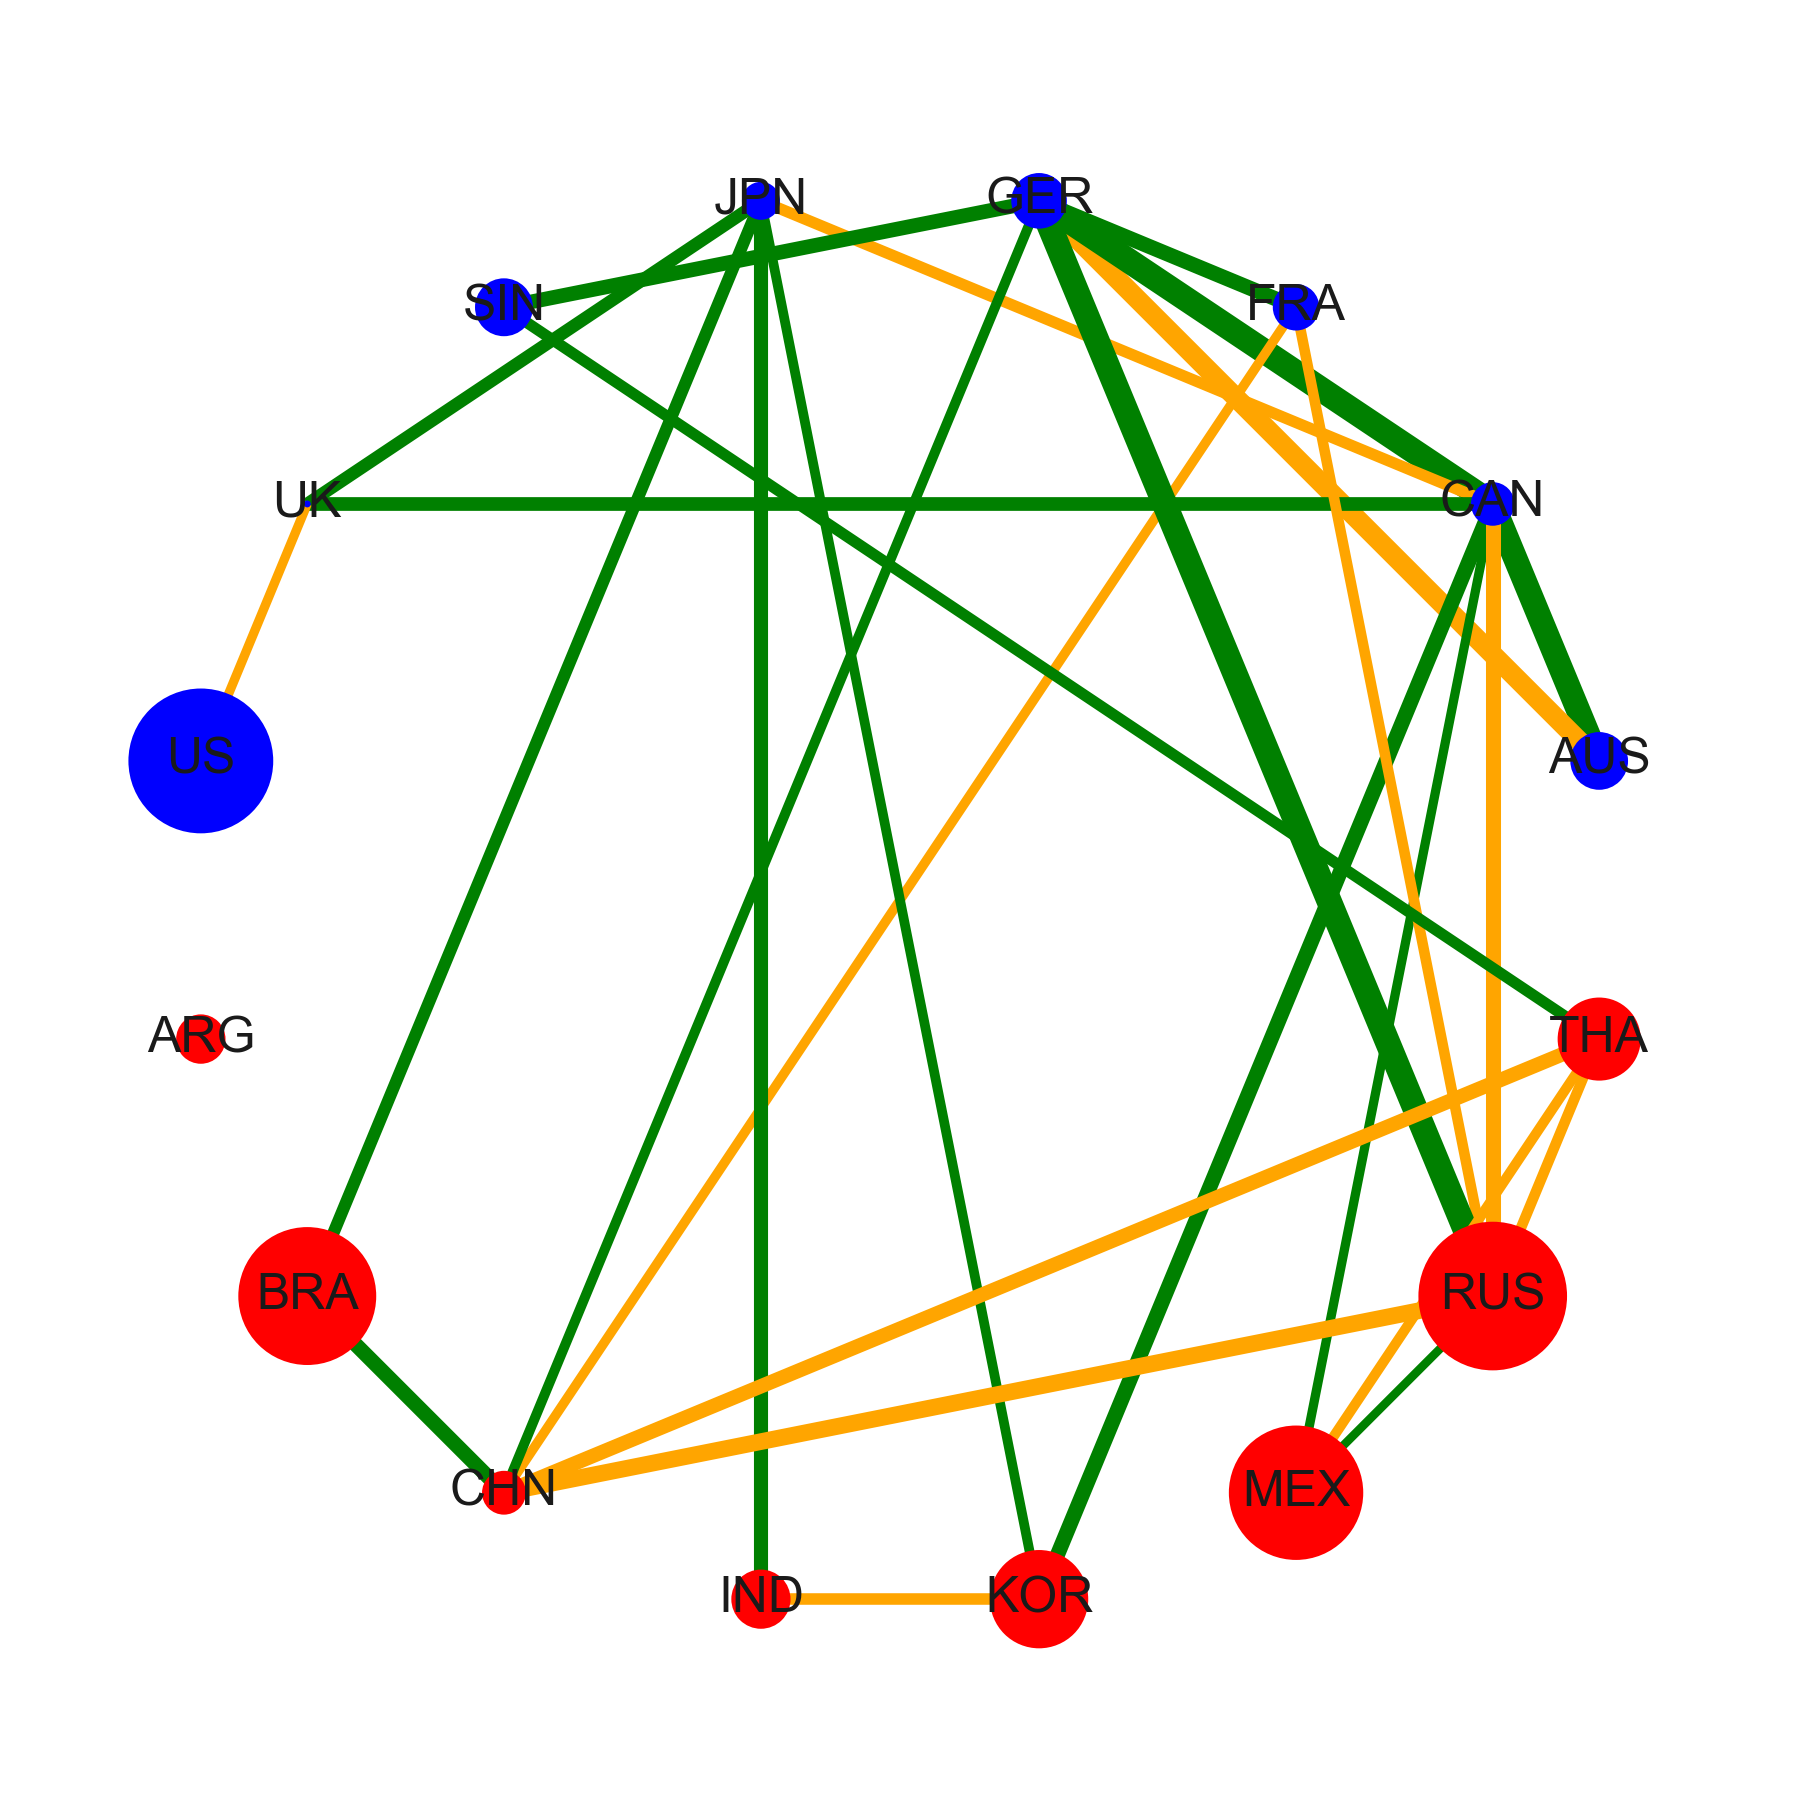 JPN
GER
SIN
FRA
UK
CAN
US
AUS
ARG
THA
BRA
RUS
CHN
MEX
IND
KOR